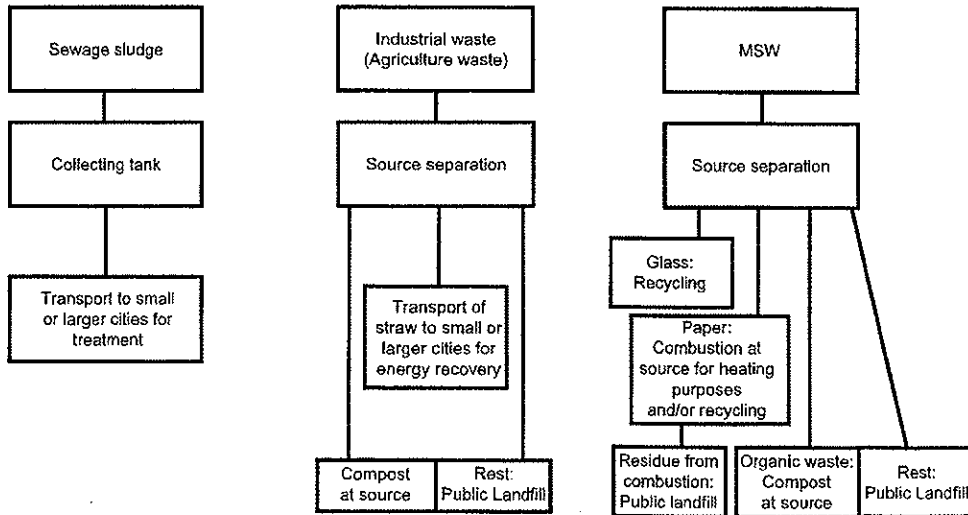 Sewage sludge
Collecting tank
Transport to small
or larger cities for
treatment
Industrial waste
(Agriculture waste)
Source separation
Transport of
straw to small or
larger cities for
energy recovery
Compost
at source
Rest:
Public Landfill
MSW
Source separation
Glass:
Recycling
Paper:
Combustion at
source for heating
purposes
and/or recycling
Residue from
combustion:
Public landfill
Organic waste:
Compost
at source
Rest:
Public Landfill